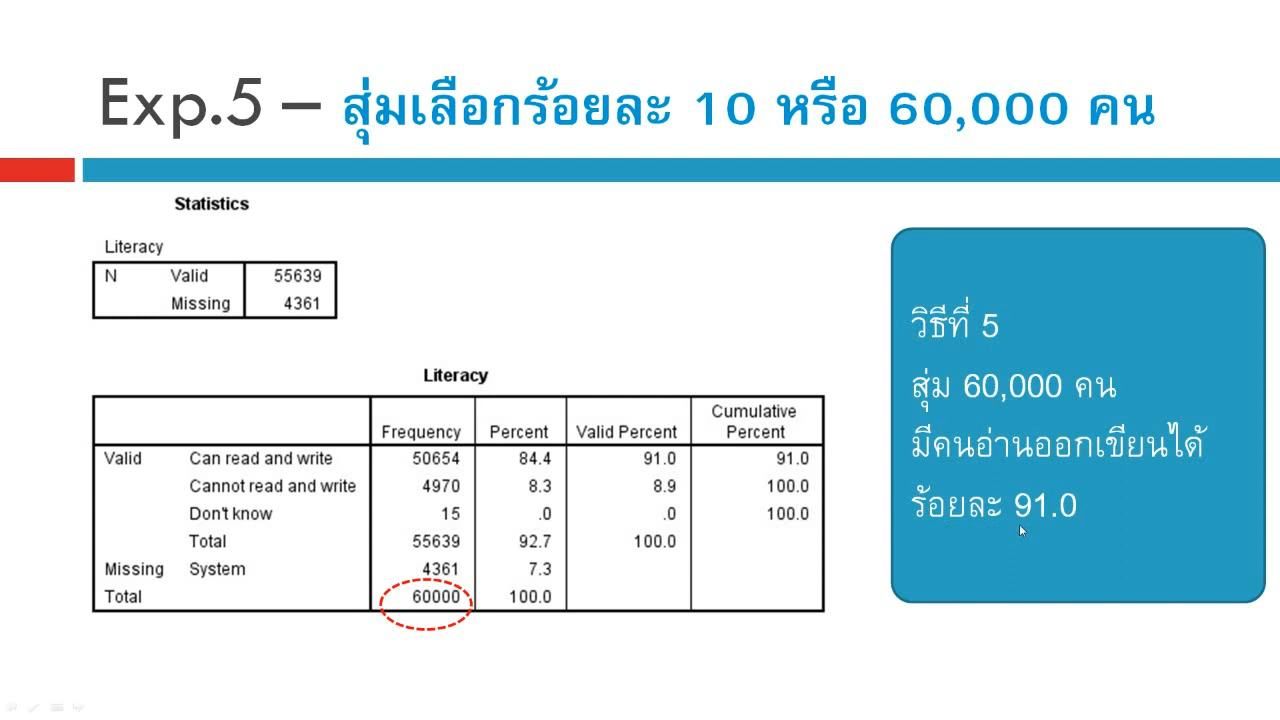 Exp.5 – สุ่มเลือกร้อยละ 10 หรือ 60,000 คน
Statistics
Literacy
N Valid 55639
Missing 4361
Literacy
Frequency Percent Valid Percent Cumulative Percent
Valid Can read and write 50654 84.4 91.0 91.0
Cannot read and write 4970 8.3 8.9 100.0
Don't know 15 .0 .0 100.0
Total 55639 92.7 100.0
Missing System 4361 7.3
Total 60000 100.0
วิธีที่ 5
สุ่ม 60,000 คน
มีคนอ่านออกเขียนได้
ร้อยละ 91.0